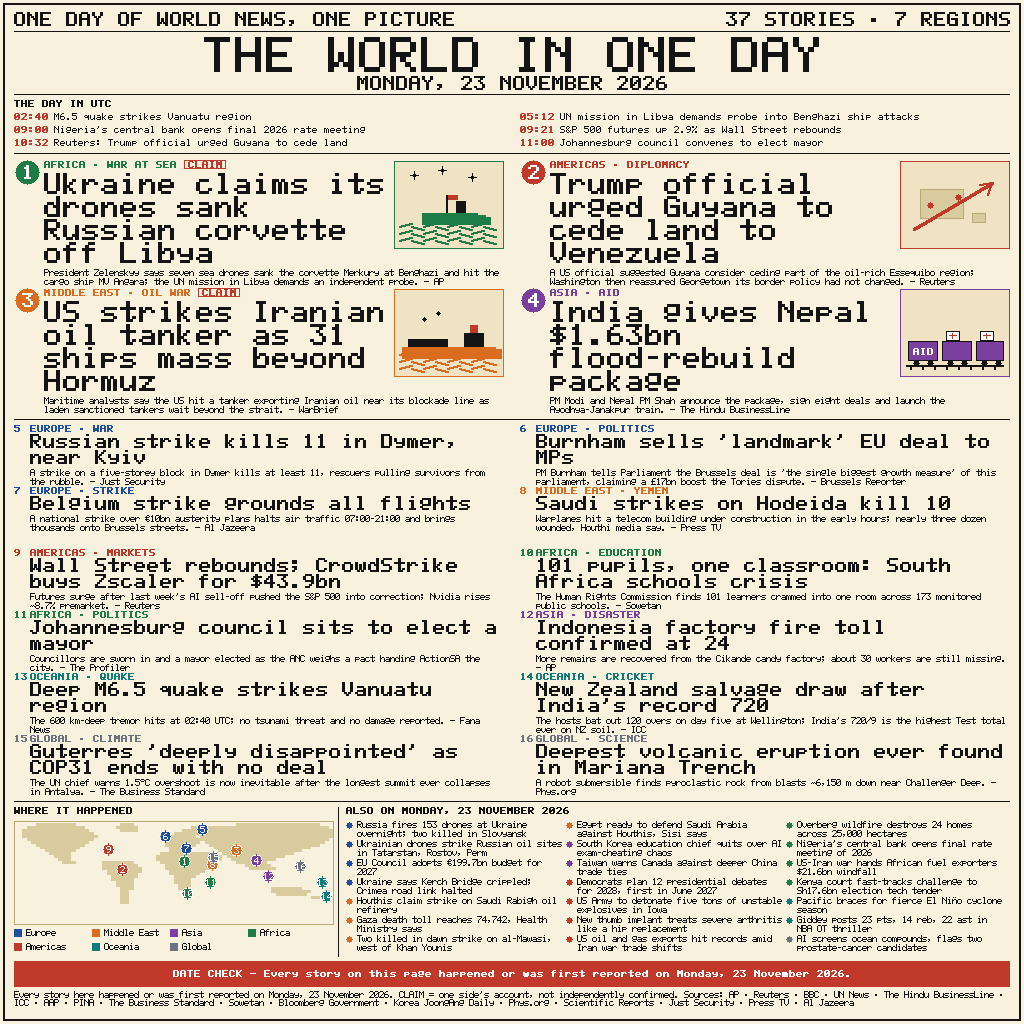 ONE DAY OF WORLD NEWS, ONE PICTURE
37 STORIES · 7 REGIONS
THE WORLD IN ONE DAY
MONDAY, 23 NOVEMBER 2026
THE DAY IN UTC
02:40 M6.5 quake strikes Vanuatu region
05:12 UN mission in Libya demands probe into Benghazi ship attacks
09:00 Nigeria's central bank opens final 2026 rate meeting
09:21 S&P 500 futures up 2.9% as Wall Street rebounds
10:32 Reuters: Trump official urged Guyana to cede land
11:00 Johannesburg council convenes to elect mayor
1 AFRICA · WAR AT SEA CLAIM
Ukraine claims its
drones sank
Russian corvette
off Libya
President Zelenskyy says seven sea drones sank the corvette Merkury at Benghazi and hit the
cargo ship MV Angara; the UN mission in Libya demands an independent probe. – AP
2 AMERICAS · DIPLOMACY
Trump official
urged Guyana to
cede land to
Venezuela
A US official suggested Guyana consider ceding part of the oil-rich Essequibo region;
Washington then reassured Georgetown its border policy had not changed. – Reuters
3 MIDDLE EAST · OIL WAR CLAIM
US strikes Iranian
oil tanker as 31
ships mass beyond
Hormuz
Maritime analysts say the US hit a tanker exporting Iranian oil near its blockade line as
laden sanctioned tankers wait beyond the strait. – WarBrief
4 ASIA · AID
India gives Nepal
$1.63bn
flood-rebuild
package
PM Modi and Nepal PM Shah announce the package, sign eight deals and launch the
Ayodhya-Janakpur train. – The Hindu BusinessLine
AID
5 EUROPE · WAR
Russian strike kills 11 in Dymer,
near Kyiv
A strike on a five-storey block in Dymer kills at least 11, rescuers pulling survivors from
the rubble. – Just Security
6 EUROPE · POLITICS
Burnham sells 'landmark' EU deal to
MPs
PM Burnham tells Parliament the Brussels deal is 'the single biggest growth measure' of this
parliament, claiming a £17bn boost the Tories dispute. – Brussels Reporter
7 EUROPE · STRIKE
Belgium strike grounds all flights
A national strike over €10bn austerity plans halts air traffic 07:00-21:00 and brings
thousands onto Brussels streets. – Al Jazeera
8 MIDDLE EAST · YEMEN
Saudi strikes on Hodeida kill 10
Warplanes hit a telecom building under construction in the early hours; nearly three dozen
wounded, Houthi media say. – Press TV
9 AMERICAS · MARKETS
Wall Street rebounds; CrowdStrike
buys Zscaler for $43.9bn
Futures surge after last week's AI sell-off pushed the S&P 500 into correction; Nvidia rises
~8.7% premarket. – Reuters
10 AFRICA · EDUCATION
101 pupils, one classroom: South
Africa schools crisis
The Human Rights Commission finds 101 learners crammed into one room across 173 monitored
public schools. – Sowetan
11 AFRICA · POLITICS
Johannesburg council sits to elect a
mayor
Councillors are sworn in and a mayor elected as the ANC weighs a pact handing ActionSA the
city. – The Profiler
12 ASIA · DISASTER
Indonesia factory fire toll
confirmed at 24
More remains are recovered from the Cikande candy factory; about 30 workers are still missing.
– AP
13 OCEANIA · QUAKE
Deep M6.5 quake strikes Vanuatu
region
The 600 km-deep tremor hits at 02:40 UTC; no tsunami threat and no damage reported. – Fana
News
14 OCEANIA · CRICKET
New Zealand salvage draw after
India's record 720
The hosts bat out 120 overs on day five at Wellington; India's 720/9 is the highest Test total
ever on NZ soil. – ICC
15 GLOBAL · CLIMATE
Guterres 'deeply disappointed' as
COP31 ends with no deal
The UN chief warns 1.5°C overshoot is now inevitable after the longest summit ever collapses
in Antalya. – The Business Standard
16 GLOBAL · SCIENCE
Deepest volcanic eruption ever found
in Mariana Trench
A robot submersible finds pyroclastic rock from blasts ~6,150 m down near Challenger Deep. –
Phys.org
WHERE IT HAPPENED
Europe
Middle East
Asia
Africa
Americas
Oceania
Global
ALSO ON MONDAY, 23 NOVEMBER 2026
Russia fires 153 drones at Ukraine
overnight; two killed in Slovyansk
Ukrainian drones strike Russian oil sites
in Tatarstan, Rostov, Perm
EU Council adopts €199.7bn budget for
2027
Ukraine says Kerch Bridge crippled;
Crimea road link halted
Houthis claim strike on Saudi Rabigh oil
refinery
Gaza death toll reaches 74,742, Health
Ministry says
Two killed in dawn strike on al-Mawasi,
west of Khan Younis
Egypt ready to defend Saudi Arabia
against Houthis, Sisi says
South Korea education chief quits over AI
exam-cheating chaos
Taiwan warns Canada against deeper China
trade ties
Democrats plan 12 presidential debates
for 2028, first in June 2027
US Army to detonate five tons of unstable
explosives in Iowa
New thumb implant treats severe arthritis
like a hip replacement
US oil and gas exports hit records amid
Iran war trade shifts
Overberg wildfire destroys 24 homes
across 25,000 hectares
Nigeria's central bank opens final rate
meeting of 2026
US-Iran war hands African fuel exporters
$21.6bn windfall
Kenya court fast-tracks challenge to
Sh17.6bn election tech tender
Pacific braces for fierce El Niño cyclone
season
Giddey posts 23 pts, 14 reb, 22 ast in
NBA OT thriller
AI screens ocean compounds, flags two
prostate-cancer candidates
DATE CHECK – Every story on this page happened or was first reported on Monday, 23 November 2026.
Every story here happened or was first reported on Monday, 23 November 2026. CLAIM = one side's account, not independently confirmed. Sources: AP · Reuters · BBC · UN News · The Hindu BusinessLine ·
ICC · AAP · PINA · The Business Standard · Sowetan · Bloomberg Government · Korea JoongAng Daily · Phys.org · Scientific Reports · Just Security · Press TV · Al Jazeera